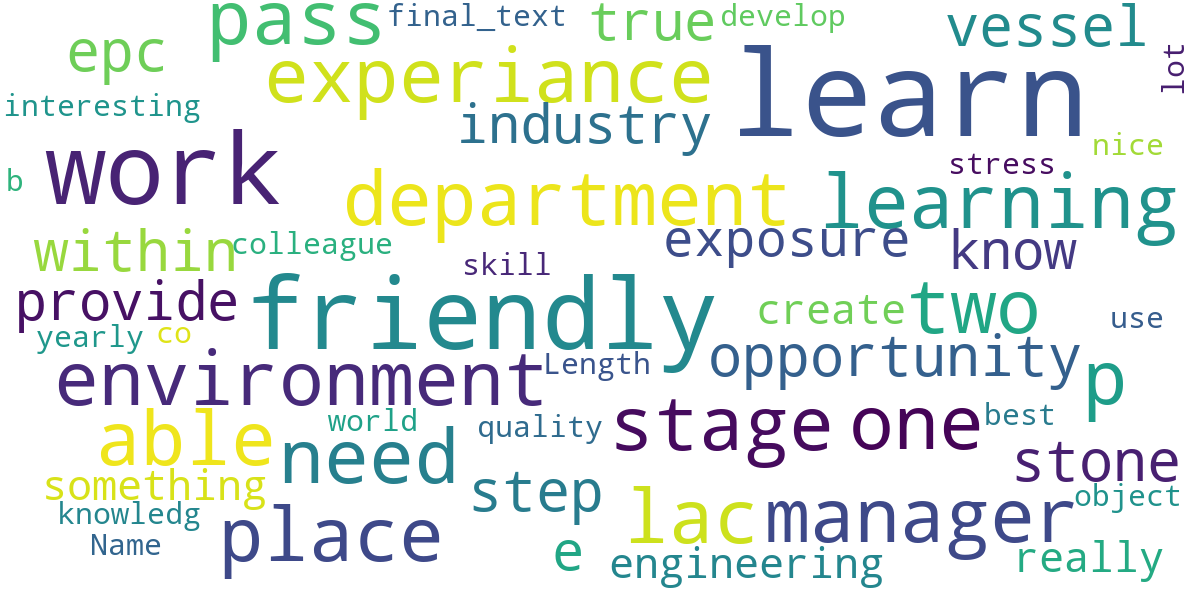 pass
final_text
true
develop
vessel
epc
experiance
learn
lot
interesting
industry
work
nice
stress
b
department
learning
within
colleague
exposure
know
skill
provide
friendly
create
two
use
yearly
co
opportunity
environment
Length
p
world
quality
stage
one
best
able
need
stone
something
step
object
knowledg
place
lac
manager
Name
e
engineering
really